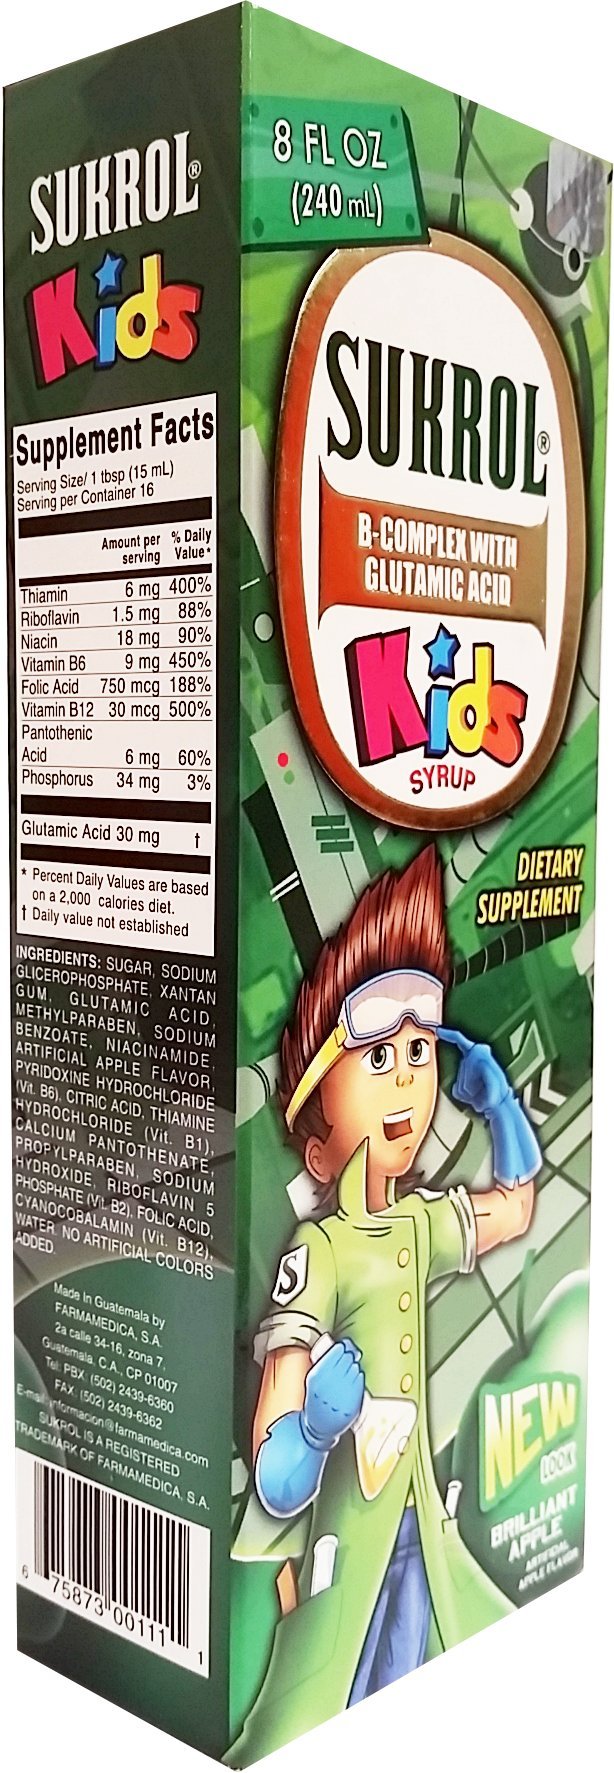 SUKROL®
Kids
Supplement Facts
Serving Size/ 1 tbsp (15 mL)
Serving per Container 16
Amount per serving % Daily Value*
Thiamin 6 mg 400%
Riboflavin 1.5 mg 88%
Niacin 18 mg 90%
Vitamin B6 9 mg 450%
Folic Acid 750 mcg 188%
Vitamin B12 30 mcg 500%
Pantothenic
Acid 6 mg 60%
Phosphorus 34 mg 3%
Glutamic Acid 30 mg †
* Percent Daily Values are based
on a 2,000 calories diet.
† Daily value not established
INGREDIENTS: SUGAR, SODIUM
GLICEROPHOSPHATE, XANTAN
GUM, GLUTAMIC ACID,
METHYLPARABEN, SODIUM
BENZOATE, NIACINAMIDE,
ARTIFICIAL APPLE FLAVOR,
PYRIDOXINE HYDROCHLORIDE
(Vit. B6), CITRIC ACID, THIAMINE
HYDROCHLORIDE (Vit. B1),
CALCIUM PANTOTHENATE,
PROPYLPARABEN, SODIUM
HYDROXIDE, RIBOFLAVIN 5
PHOSPHATE (Vit. B2), FOLIC ACID,
CYANOCOBALAMIN (Vit. B12),
WATER. NO ARTIFICIAL COLORS
ADDED.
Made in Guatemala by
FARMAMEDICA, S.A.
2a calle 34-16, zona 7,
Guatemala, C.A., CP 01007
Tel: PBX: (502) 2439-6360
FAX: (502) 2439-6362
E-mail: informacion@farmamedica.com
SUKROL IS A REGISTERED
TRADEMARK OF FARMAMEDICA, S.A.
6 75873 00111 1
8 FL OZ
(240 mL)
SUKROL®
B-COMPLEX WITH
GLUTAMIC ACID
Kids
SYRUP
DIETARY
SUPPLEMENT
S
NEW
LOOK
BRILLIANT
APPLE
ARTIFICIAL
APPLE FLAVOR